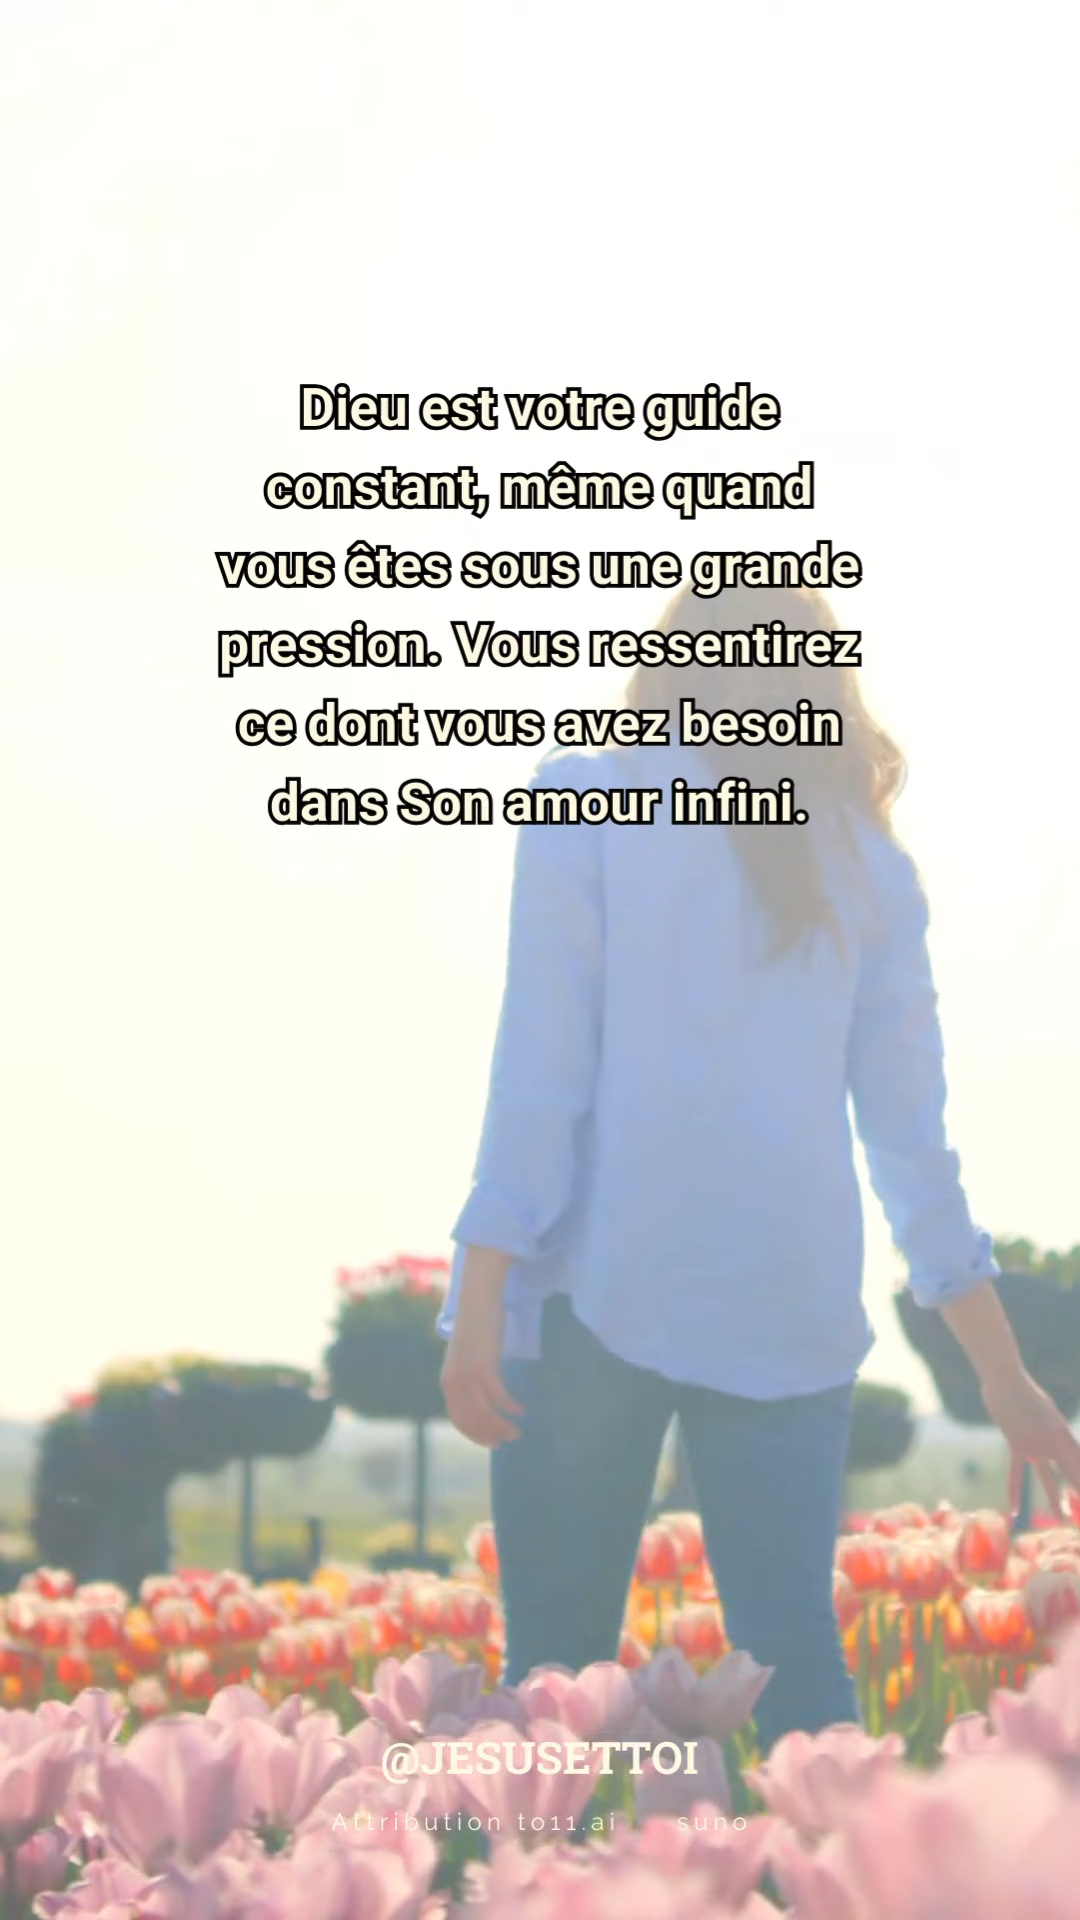 Dieu est votre guide
constant, même quand
vous êtes sous une grande
pression. Vous ressentirez
ce dont vous avez besoin
dans Son amour infini.
@JESUSETTOI
Attribution to11.ai suno